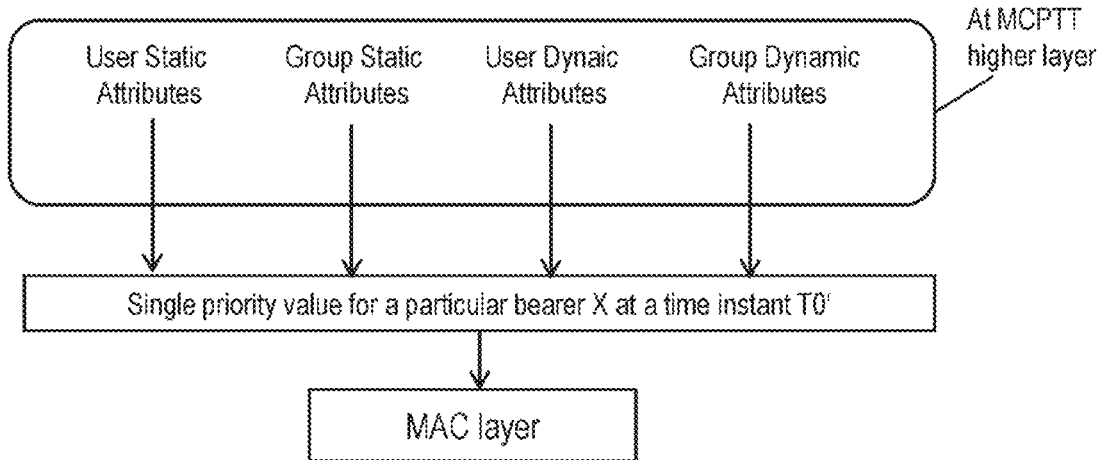 At MCPTT
higher layer
User Static
Attributes
Group Static
Attributes
User Dynaic
Attributes
Group Dynamic
Attributes
Single priority value for a particular bearer X at a time instant T0'
MAC layer